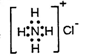 H +
H:N:H Cl-
H